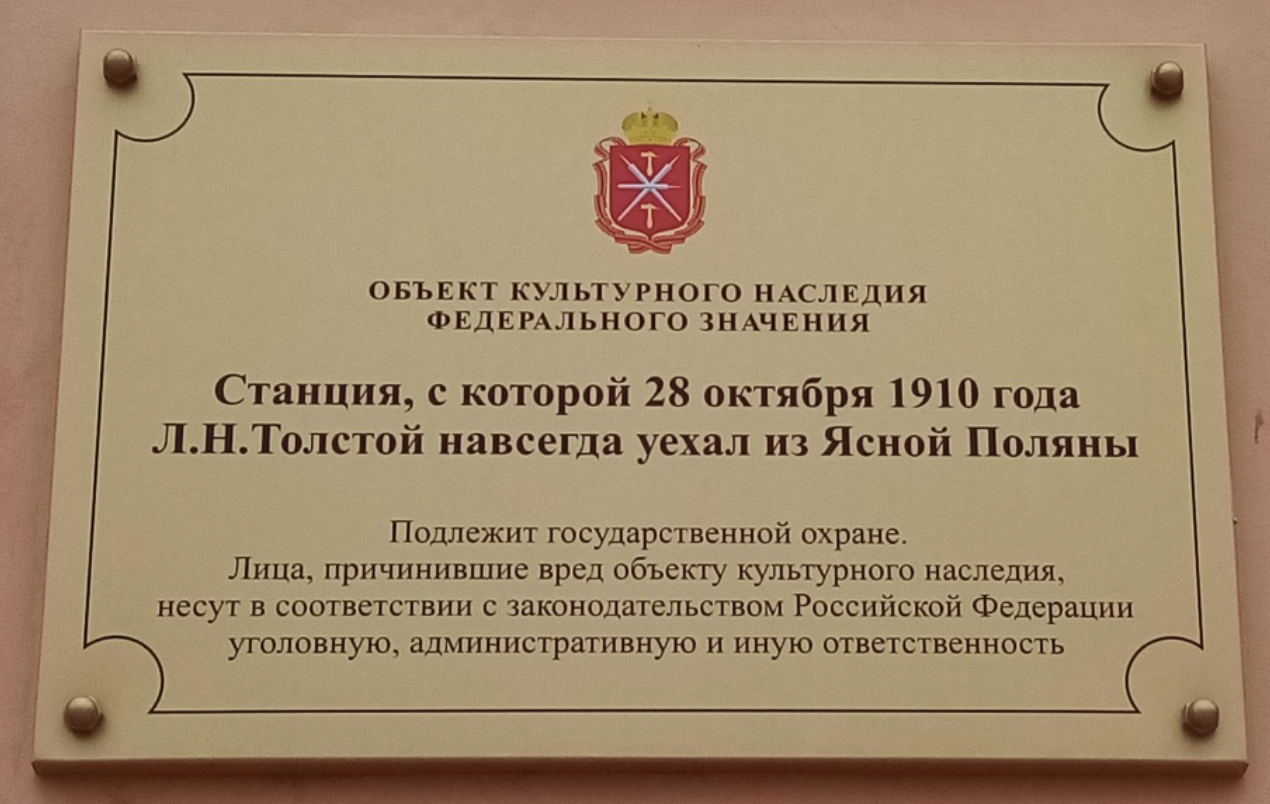 ОБЪЕКТ КУЛЬТУРНОГО НАСЛЕДИЯ
ФЕДЕРАЛЬНОГО ЗНАЧЕНИЯ
Станция, с которой 28 октября 1910 года
Л.Н.Толстой навсегда уехал из Ясной Поляны
Подлежит государственной охране.
Лица, причинившие вред объекту культурного наследия,
несут в соответствии с законодательством Российской Федерации
уголовную, административную и иную ответственность